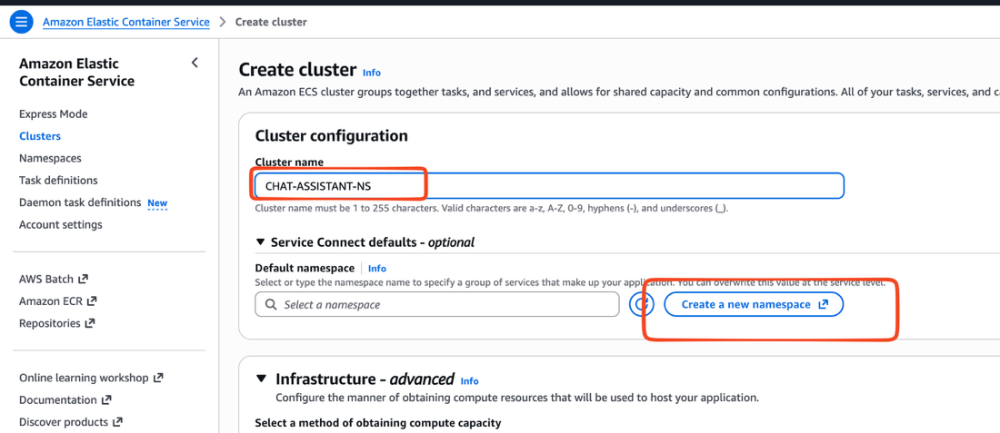 Amazon Elastic Container Service > Create cluster
Amazon Elastic
Container Service
Express Mode
Clusters
Namespaces
Task definitions
Daemon task definitions New
Account settings
AWS Batch
Amazon ECR
Repositories
Online learning workshop
Documentation
Discover products
Create cluster Info
An Amazon ECS cluster groups together tasks, and services, and allows for shared capacity and common configurations. All of your tasks, services, and
Cluster configuration
Cluster name
CHAT-ASSISTANT-NS
Cluster name must be 1 to 255 characters. Valid characters are a-z, A-Z, 0-9, hyphens (-), and underscores (_).
Service Connect defaults - optional
Default namespace Info
Select or type the namespace name to specify a group of services that make up your application. You can overwrite this value at the service level.
Select a namespace
Create a new namespace
Infrastructure - advanced Info
Configure the manner of obtaining compute resources that will be used to host your application.
Select a method of obtaining compute capacity